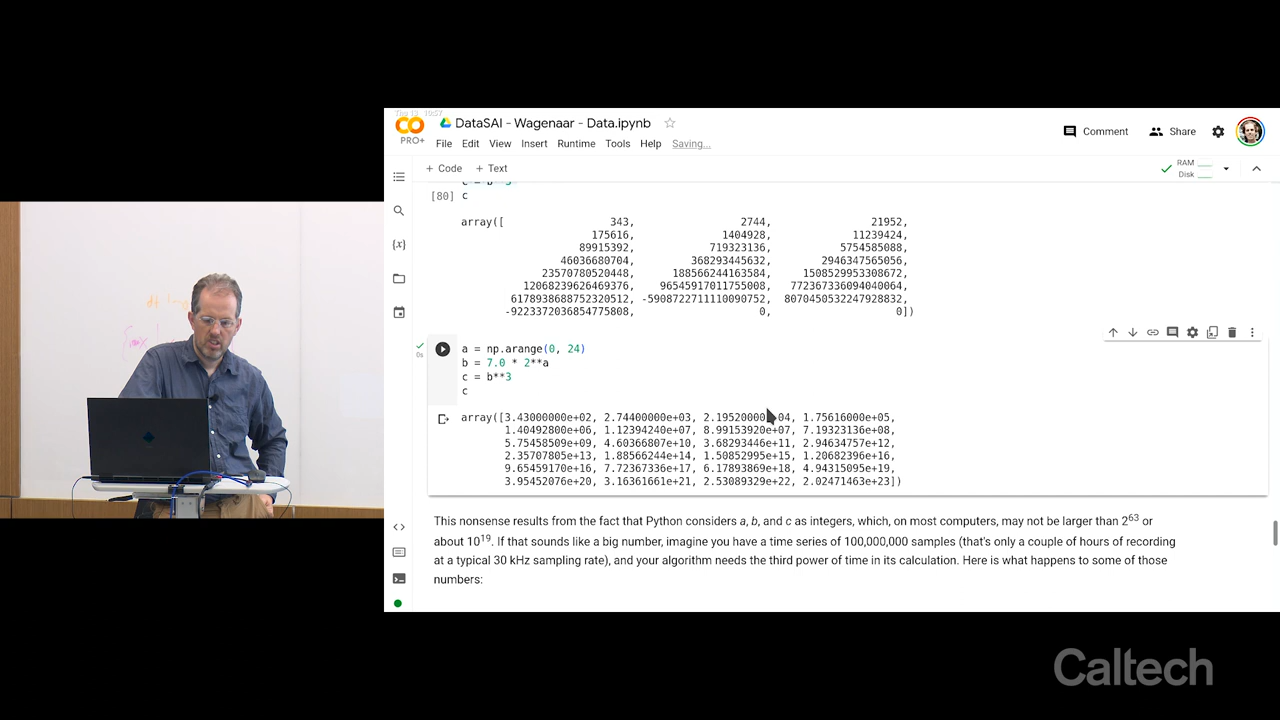 DataSAI - Wagenaar - Data.ipynb
PRO+
File Edit View Insert Runtime Tools Help Saving...
Comment Share
+ Code + Text
RAM
Disk
c = b**3
[80] c
array([ 343, 2744, 21952,
175616, 1404928, 11239424,
89915392, 719323136, 5754585088,
46036680704, 368293445632, 2946347565056,
23570780520448, 188566244163584, 1508529953308672,
12068239626469376, 96545917011755008, 772367336094040064,
6178938688752320512, -5908722711110090752, 8070450532247928832,
-9223372036854775808, 0, 0])
a = np.arange(0, 24)
0s
b = 7.0 * 2**a
c = b**3
c
array([3.43000000e+02, 2.74400000e+03, 2.19520000e+04, 1.75616000e+05,
1.40492800e+06, 1.12394240e+07, 8.99153920e+07, 7.19323136e+08,
5.75458509e+09, 4.60366807e+10, 3.68293446e+11, 2.94634757e+12,
2.35707805e+13, 1.88566244e+14, 1.50852995e+15, 1.20682396e+16,
9.65459170e+16, 7.72367336e+17, 6.17893869e+18, 4.94315095e+19,
3.95452076e+20, 3.16361661e+21, 2.53089329e+22, 2.02471463e+23])
This nonsense results from the fact that Python considers a, b, and c as integers, which, on most computers, may not be larger than 2⁶³ or
about 10¹⁹. If that sounds like a big number, imagine you have a time series of 100,000,000 samples (that's only a couple of hours of recording
at a typical 30 kHz sampling rate), and your algorithm needs the third power of time in its calculation. Here is what happens to some of those
numbers:
Caltech